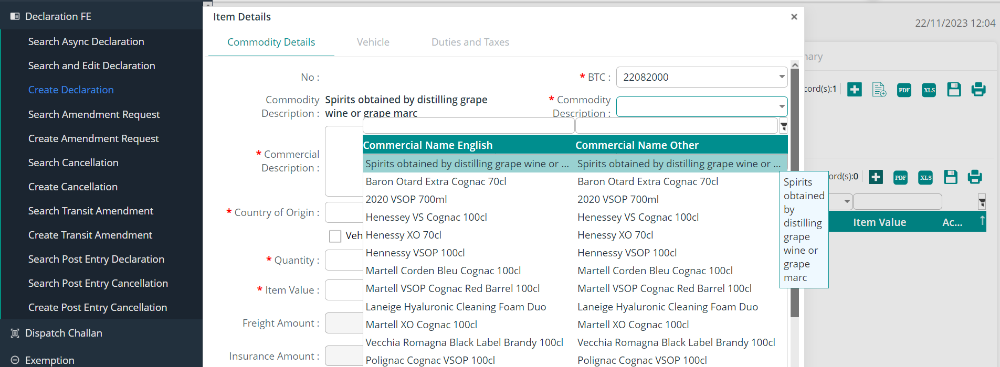 Declaration FE
Search Async Declaration
Search and Edit Declaration
Create Declaration
Search Amendment Request
Create Amendment Request
Search Cancellation
Create Cancellation
Search Transit Amendment
Create Transit Amendment
Search Post Entry Declaration
Search Post Entry Cancellation
Create Post Entry Cancellation
Dispatch Challan
Exemption
Item Details ×
Commodity Details Vehicle Duties and Taxes
No :
* BTC : 22082000
Commodity Description : Spirits obtained by distilling grape wine or grape marc
* Commodity Description :
* Commercial Description :
* Country of Origin :
Veh
* Quantity :
* Item Value :
Freight Amount :
Insurance Amount :
Commercial Name English Commercial Name Other
Spirits obtained by distilling grape wine or ... Spirits obtained by distilling grape wine or ...
Baron Otard Extra Cognac 70cl Baron Otard Extra Cognac 70cl
2020 VSOP 700ml 2020 VSOP 700ml
Henessey VS Cognac 100cl Henessey VS Cognac 100cl
Henessy XO 70cl Henessy XO 70cl
Hennessy VSOP 100cl Hennessy VSOP 100cl
Martell Corden Bleu Cognac 100cl Martell Corden Bleu Cognac 100cl
Martell VSOP Cognac Red Barrel 100cl Martell VSOP Cognac Red Barrel 100cl
Laneige Hyaluronic Cleaning Foam Duo Laneige Hyaluronic Cleaning Foam Duo
Martell XO Cognac 100cl Martell XO Cognac 100cl
Vecchia Romagna Black Label Brandy 100cl Vecchia Romagna Black Label Brandy 100cl
Polignac Cognac VSOP 100cl Polignac Cognac VSOP 100cl
Spirits
obtained
by
distilling
grape
wine or
grape
marc
22/11/2023 12:04
mary
cord(s):1 PDF XLS
ord(s):0 PDF XLS
Item Value Ac...